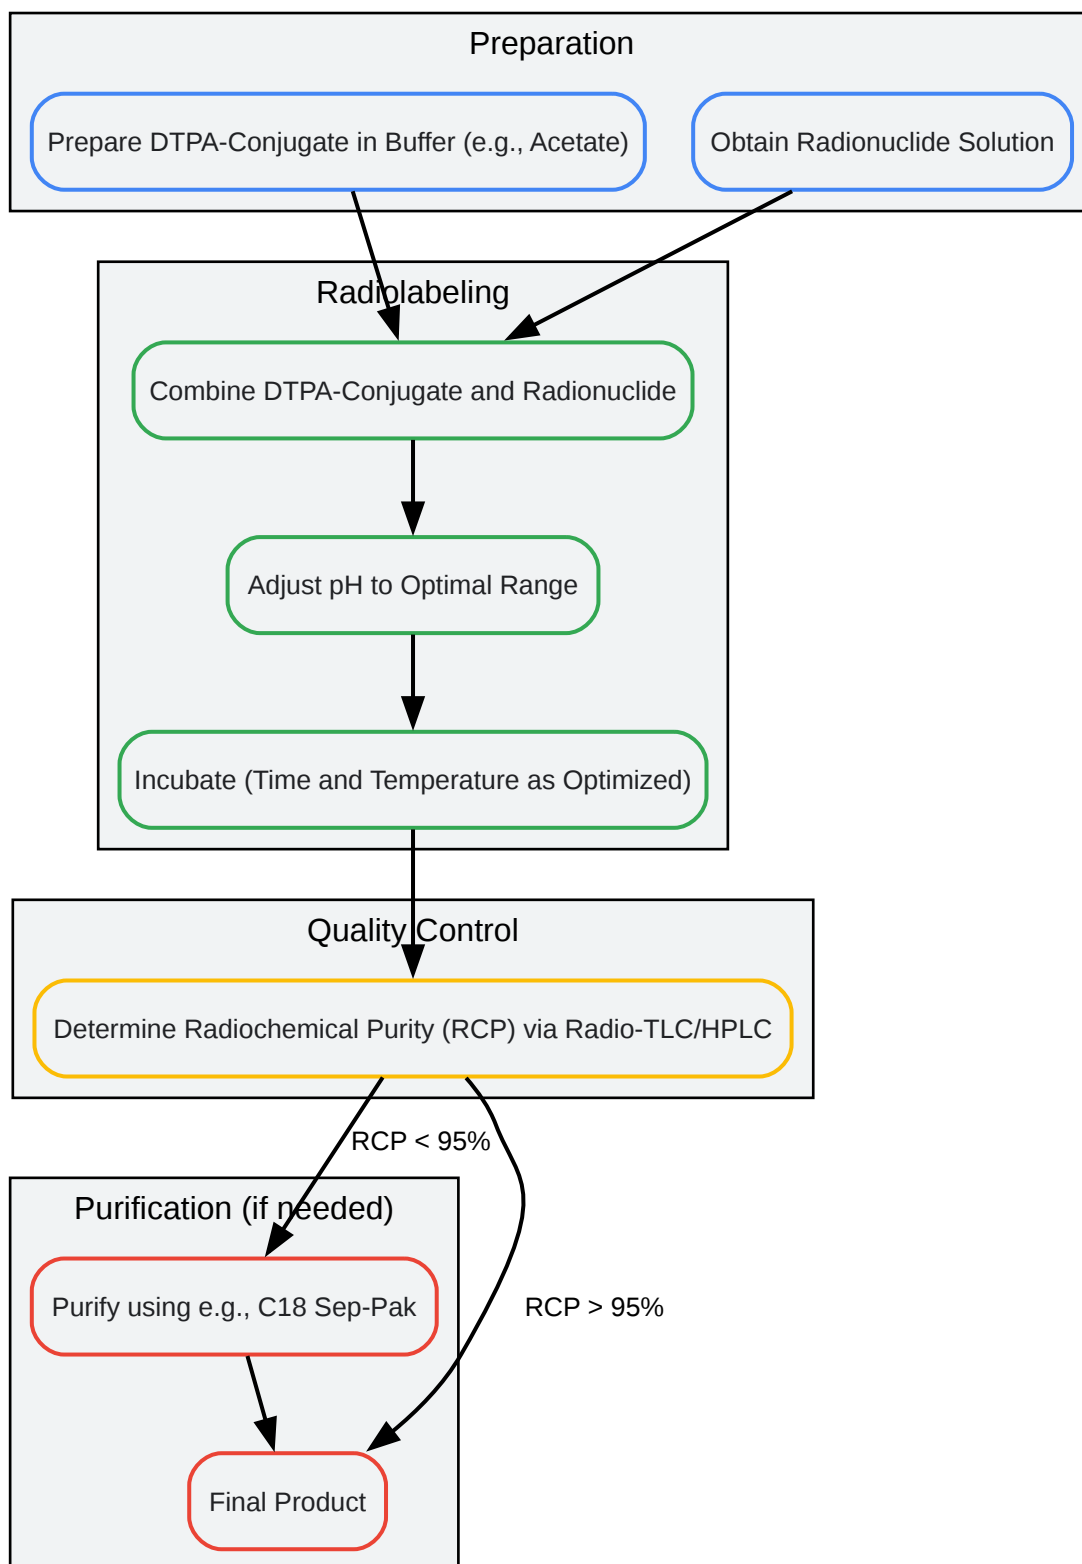 Preparation
Prepare DTPA-Conjugate in Buffer (e.g., Acetate)
Obtain Radionuclide Solution
Radiolabeling
Combine DTPA-Conjugate and Radionuclide
Adjust pH to Optimal Range
Incubate (Time and Temperature as Optimized)
Quality Control
Determine Radiochemical Purity (RCP) via Radio-TLC/HPLC
RCP < 95%
Purification (if needed)
Purify using e.g., C18 Sep-Pak
RCP > 95%
Final Product